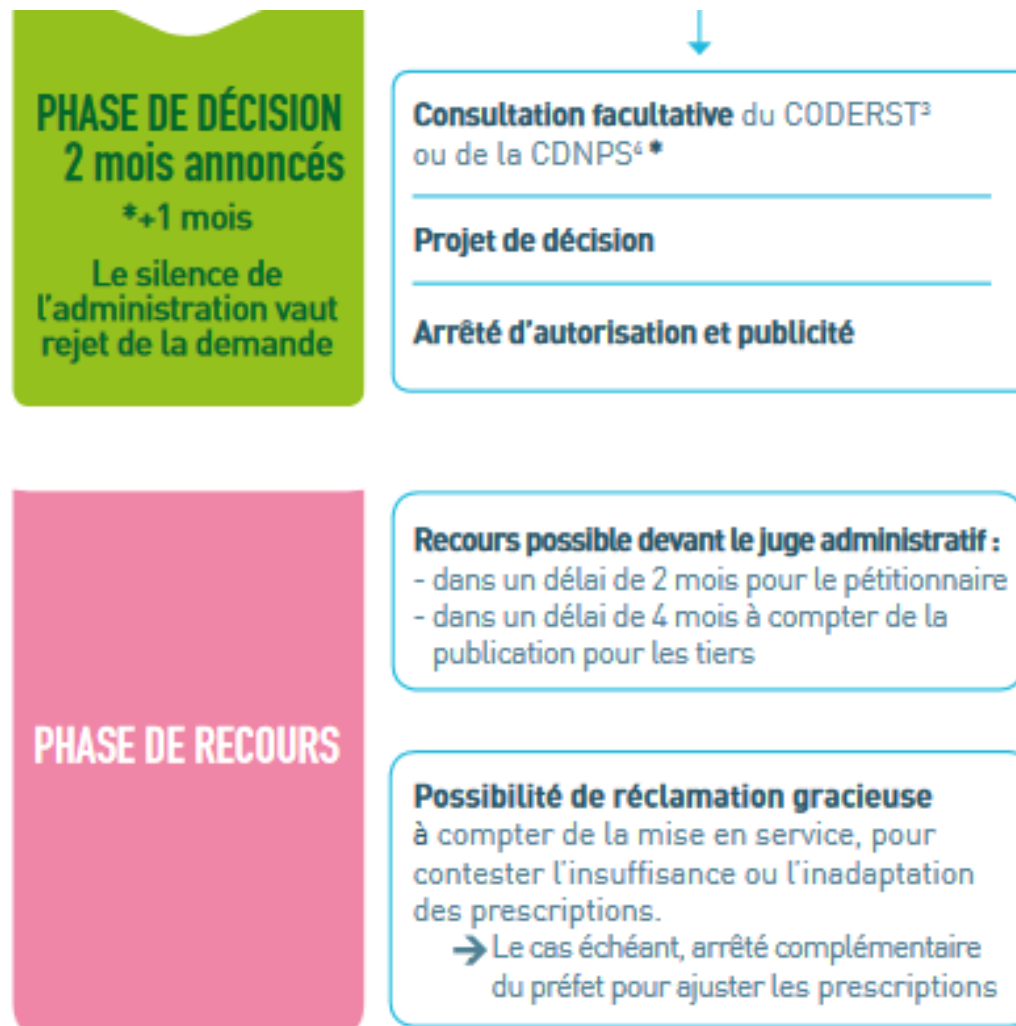 PHASE DE DÉCISION
2 mois annoncés
*+1 mois
Le silence de
l'administration vaut
rejet de la demande
Consultation facultative du CODERST³
ou de la CDNPS⁴ *
Projet de décision
Arrêté d'autorisation et publicité
PHASE DE RECOURS
Recours possible devant le juge administratif :
- dans un délai de 2 mois pour le pétitionnaire
- dans un délai de 4 mois à compter de la
publication pour les tiers
Possibilité de réclamation gracieuse
à compter de la mise en service, pour
contester l'insuffisance ou l'inadaptation
des prescriptions.
→ Le cas échéant, arrêté complémentaire
du préfet pour ajuster les prescriptions